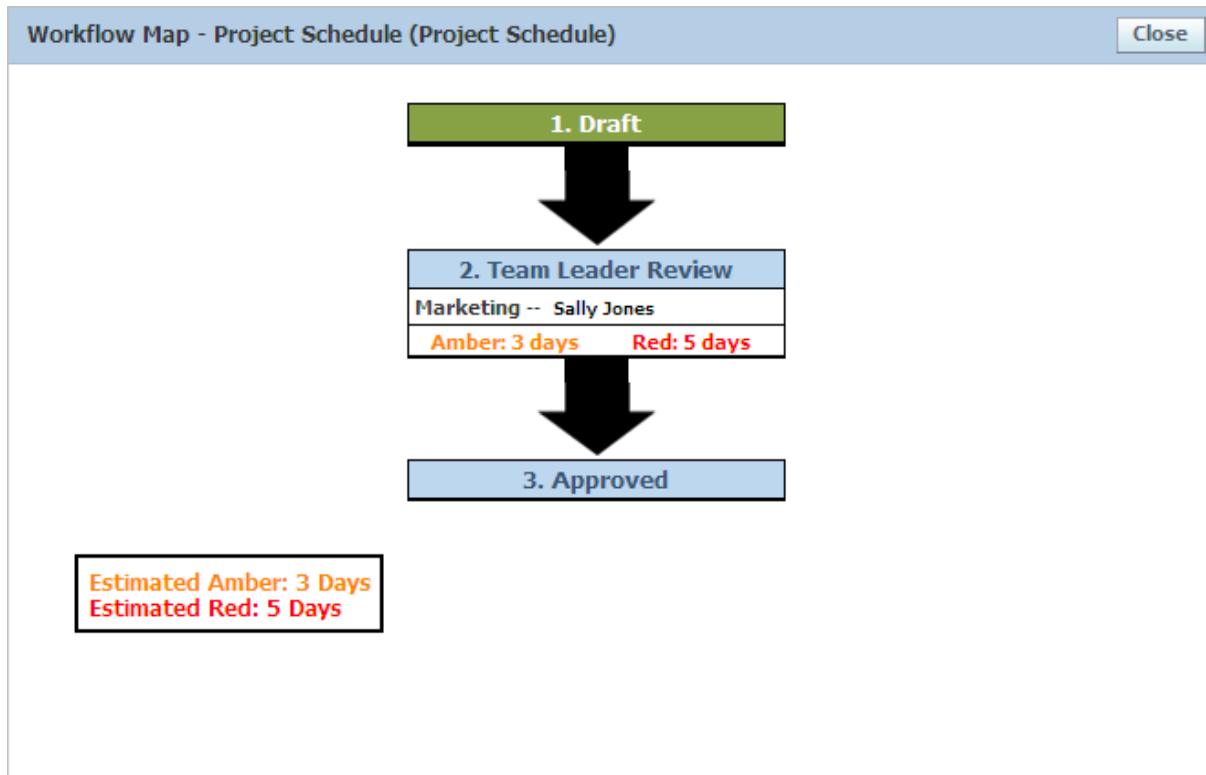 Workflow Map - Project Schedule (Project Schedule)
Close
1. Draft
2. Team Leader Review
Marketing -- Sally Jones
Amber: 3 days Red: 5 days
3. Approved
Estimated Amber: 3 Days
Estimated Red: 5 Days